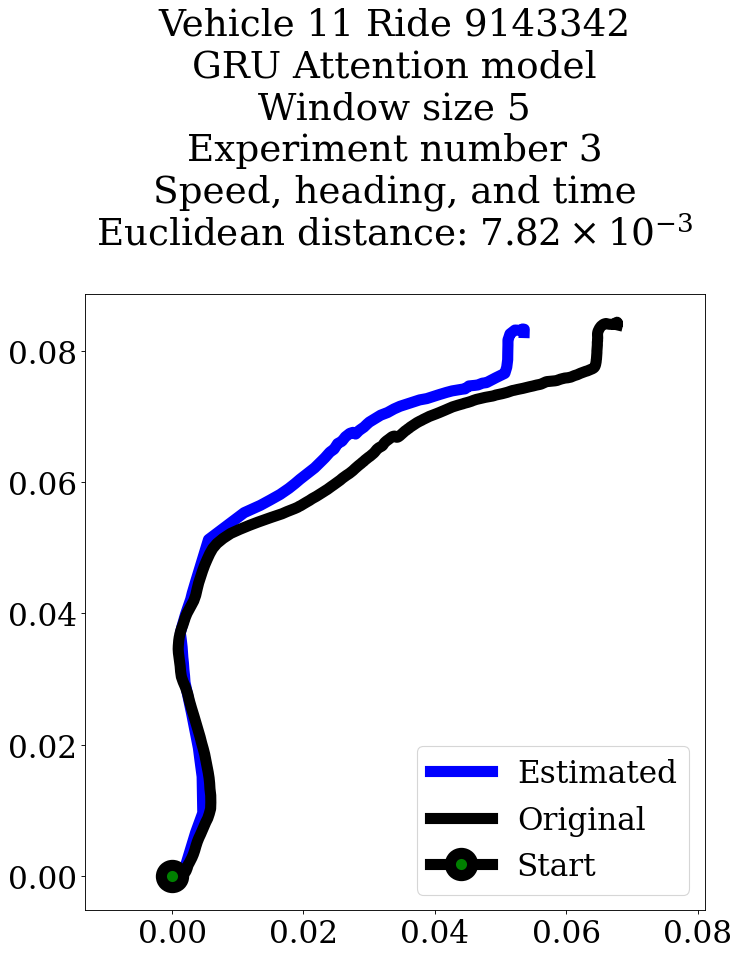 Vehicle 11 Ride 9143342
GRU Attention model
Window size 5
Experiment number 3
Speed, heading, and time
Euclidean distance: 7.82 × 10⁻³
0.08
0.06
0.04
0.02
0.00
Estimated
Original
Start
0.00 0.02 0.04 0.06 0.08